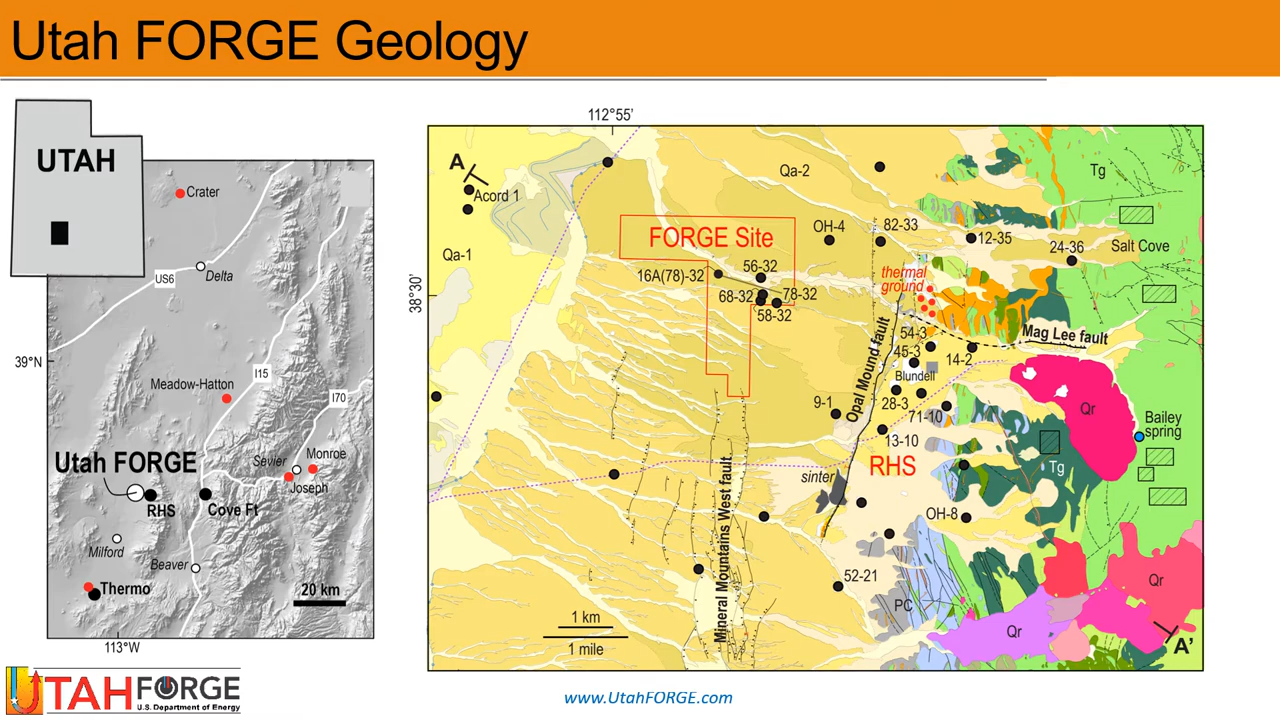 Utah FORGE Geology
UTAH
Crater
Delta
US6
39°N
I15
Meadow-Hatton
I70
Utah FORGE
Sevier
Monroe
Joseph
RHS
Cove Ft
Milford
Beaver
Thermo
20 km
113°W
112°55'
38°30'
A
Acord 1
Qa-1
Qa-2
Tg
FORGE Site
OH-4
82-33
12-35
24-36
Salt Cove
16A(78)-32
56-32
thermal
ground
68-32
78-32
58-32
54-3
Mag Lee fault
45-3
14-2
Opal Mound fault
Blundell
9-1
28-3
71-10
Qr
Bailey
spring
13-10
RHS
Tg
sinter
Mineral Mountains West fault
OH-8
52-21
PC
Qr
Qr
1 km
1 mile
A'
UTAH FORGE
U.S. Department of Energy
www.UtahFORGE.com